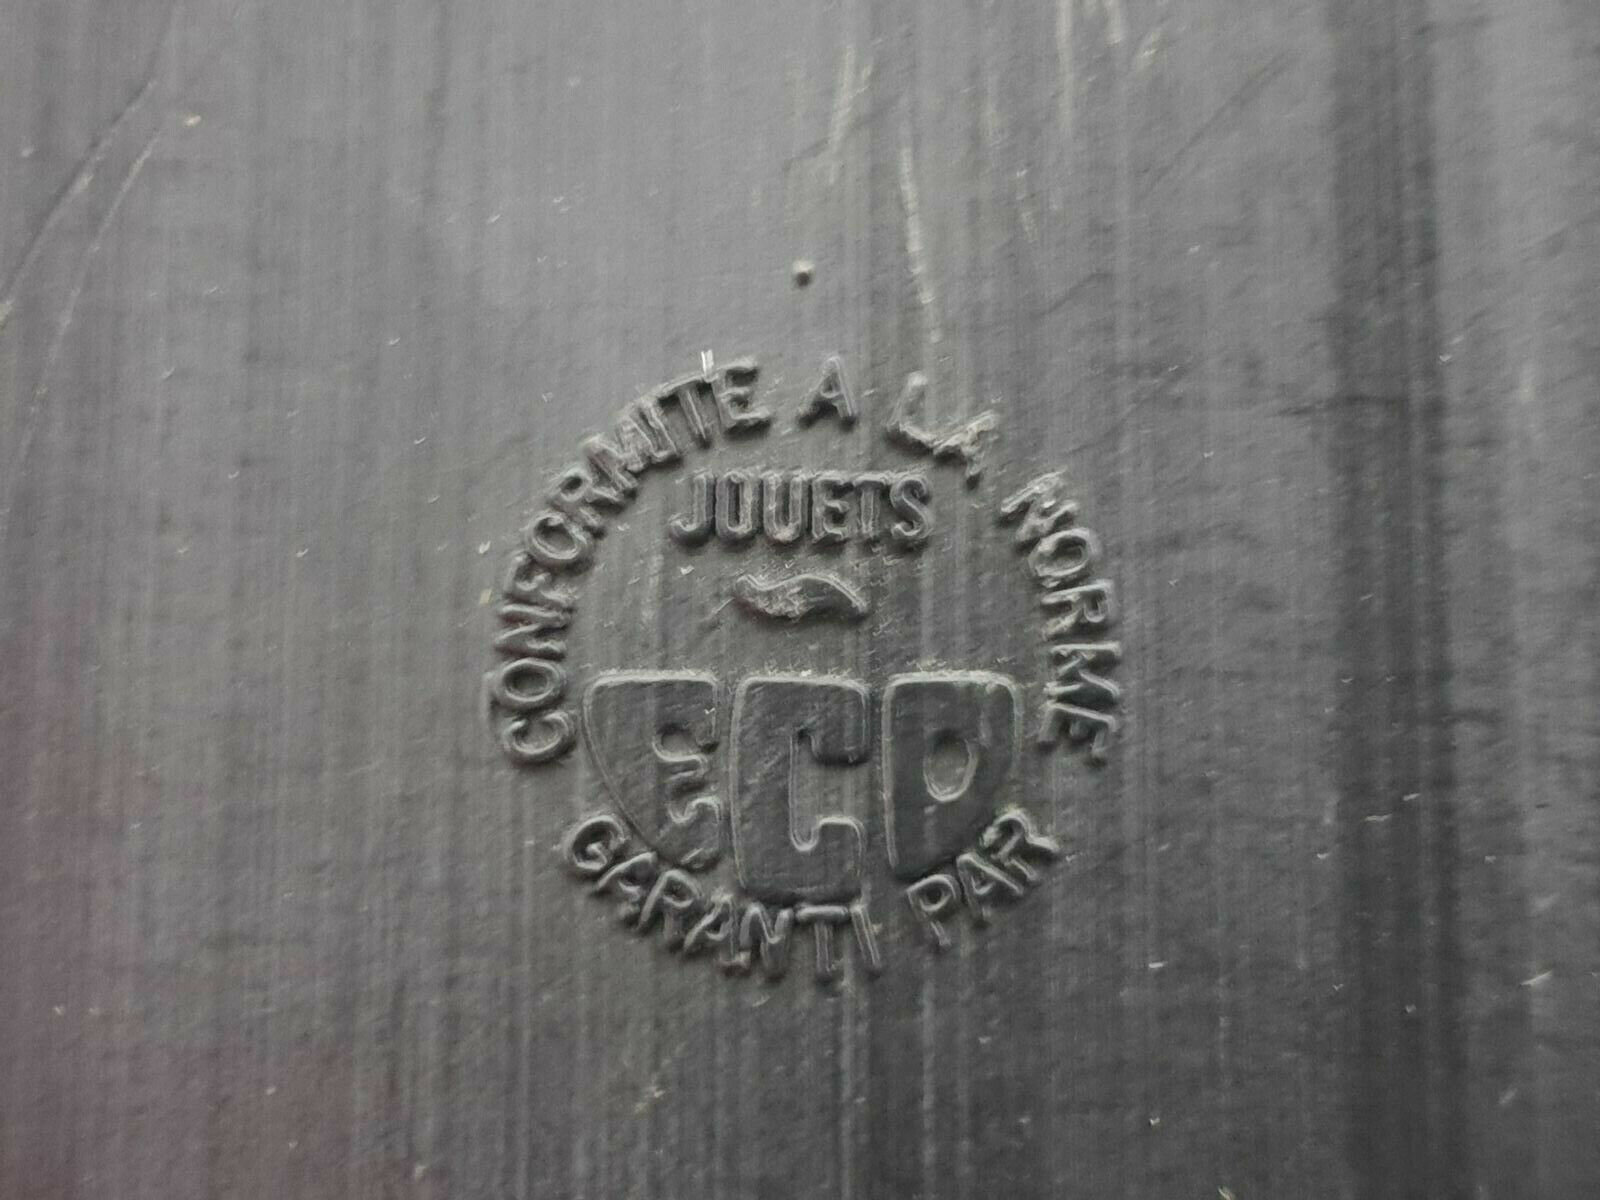 CONFORMITE A LA NORME
JOUETS
ECP
GARANTI PAR